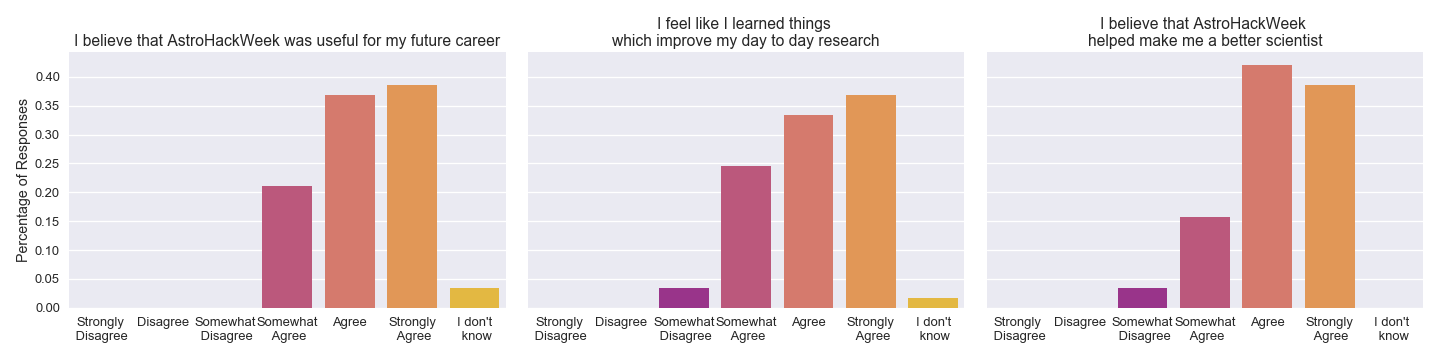 I believe that AstroHackWeek was useful for my future career
I feel like I learned things
which improve my day to day research
I believe that AstroHackWeek
helped make me a better scientist
Percentage of Responses
0.40
0.35
0.30
0.25
0.20
0.15
0.10
0.05
0.00
Strongly Disagree Somewhat Somewhat Agree Strongly I don't
Disagree Disagree Agree Agree know
Strongly Disagree Somewhat Somewhat Agree Strongly I don't
Disagree Disagree Agree Agree know
Strongly Disagree Somewhat Somewhat Agree Strongly I don't
Disagree Disagree Agree Agree know